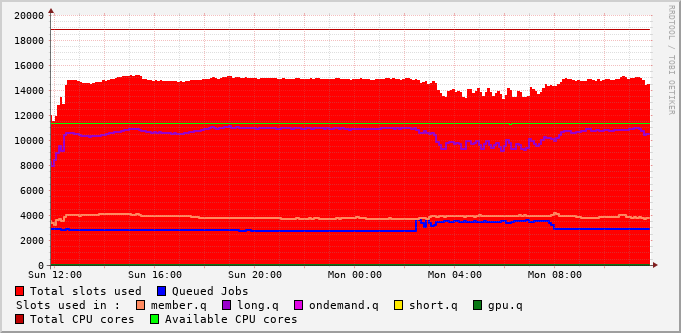 20000
18000
16000
14000
12000
10000
8000
6000
4000
2000
0
Sun 12:00 Sun 16:00 Sun 20:00 Mon 00:00 Mon 04:00 Mon 08:00
Total slots used Queued Jobs
Slots used in : member.q long.q ondemand.q short.q gpu.q
Total CPU cores Available CPU cores
RRDTOOL / TOBI OETIKER